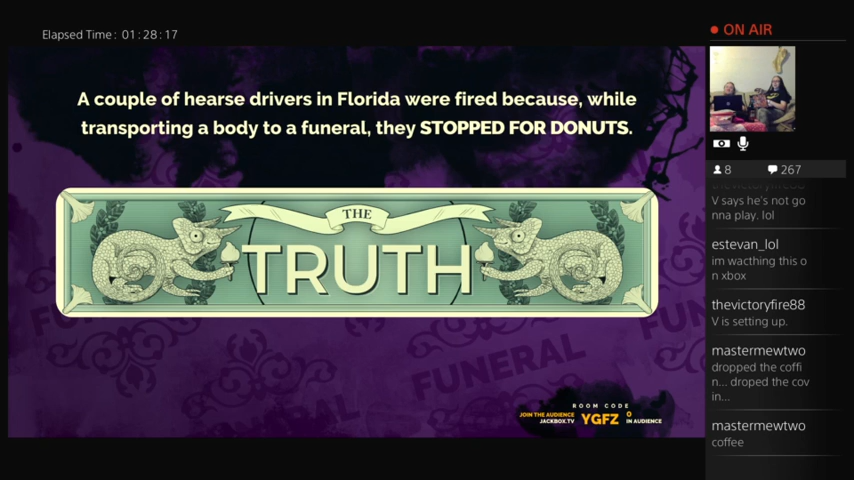 Elapsed Time: 01:28:17
ON AIR
A couple of hearse drivers in Florida were fired because, while
transporting a body to a funeral, they STOPPED FOR DONUTS.
THE
TRUTH
FUNERAL
ROOM CODE
JOIN THE AUDIENCE
JACKBOX.TV
YGFZ
0
IN AUDIENCE
8
267
V says he's not go
nna play. lol
estevan_lol
im wacthing this o
n xbox
thevictoryfire88
V is setting up.
mastermewtwo
dropped the coffi
n... droped the cov
in...
mastermewtwo
coffee